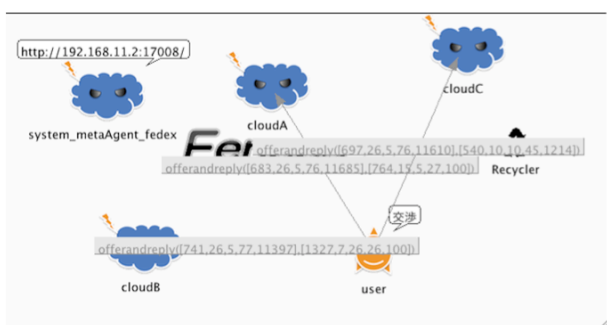 http://192.168.11.2:17008/
system_metaAgent_fedex
cloudA
cloudC
offerandreply([697,26,5,76,11610],[540,10,10,45,1214])
offerandreply([683,26,5,76,11685],[764,15,5,27,100])
Recycler
交渉
offerandreply([741,26,5,77,11397],[1327,7,26,26,100])
cloudB
user